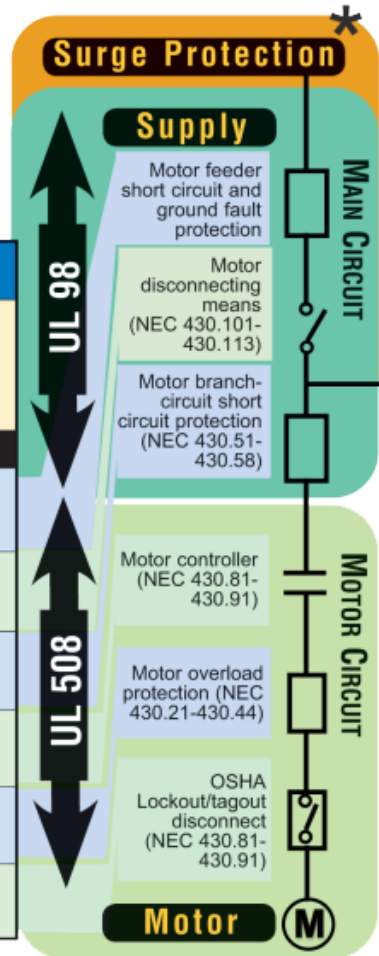 Surge Protection*
Supply
Motor feeder
short circuit and
ground fault
protection
Motor
disconnecting
means
(NEC 430.101-
430.113)
Motor branch-
circuit short
circuit protection
(NEC 430.51-
430.58)
UL 98
MAIN CIRCUIT
Motor controller
(NEC 430.81-
430.91)
Motor overload
protection (NEC
430.21-430.44)
OSHA
Lockout/tagout
disconnect
(NEC 430.81-
430.91)
UL 508
MOTOR CIRCUIT
Motor
M